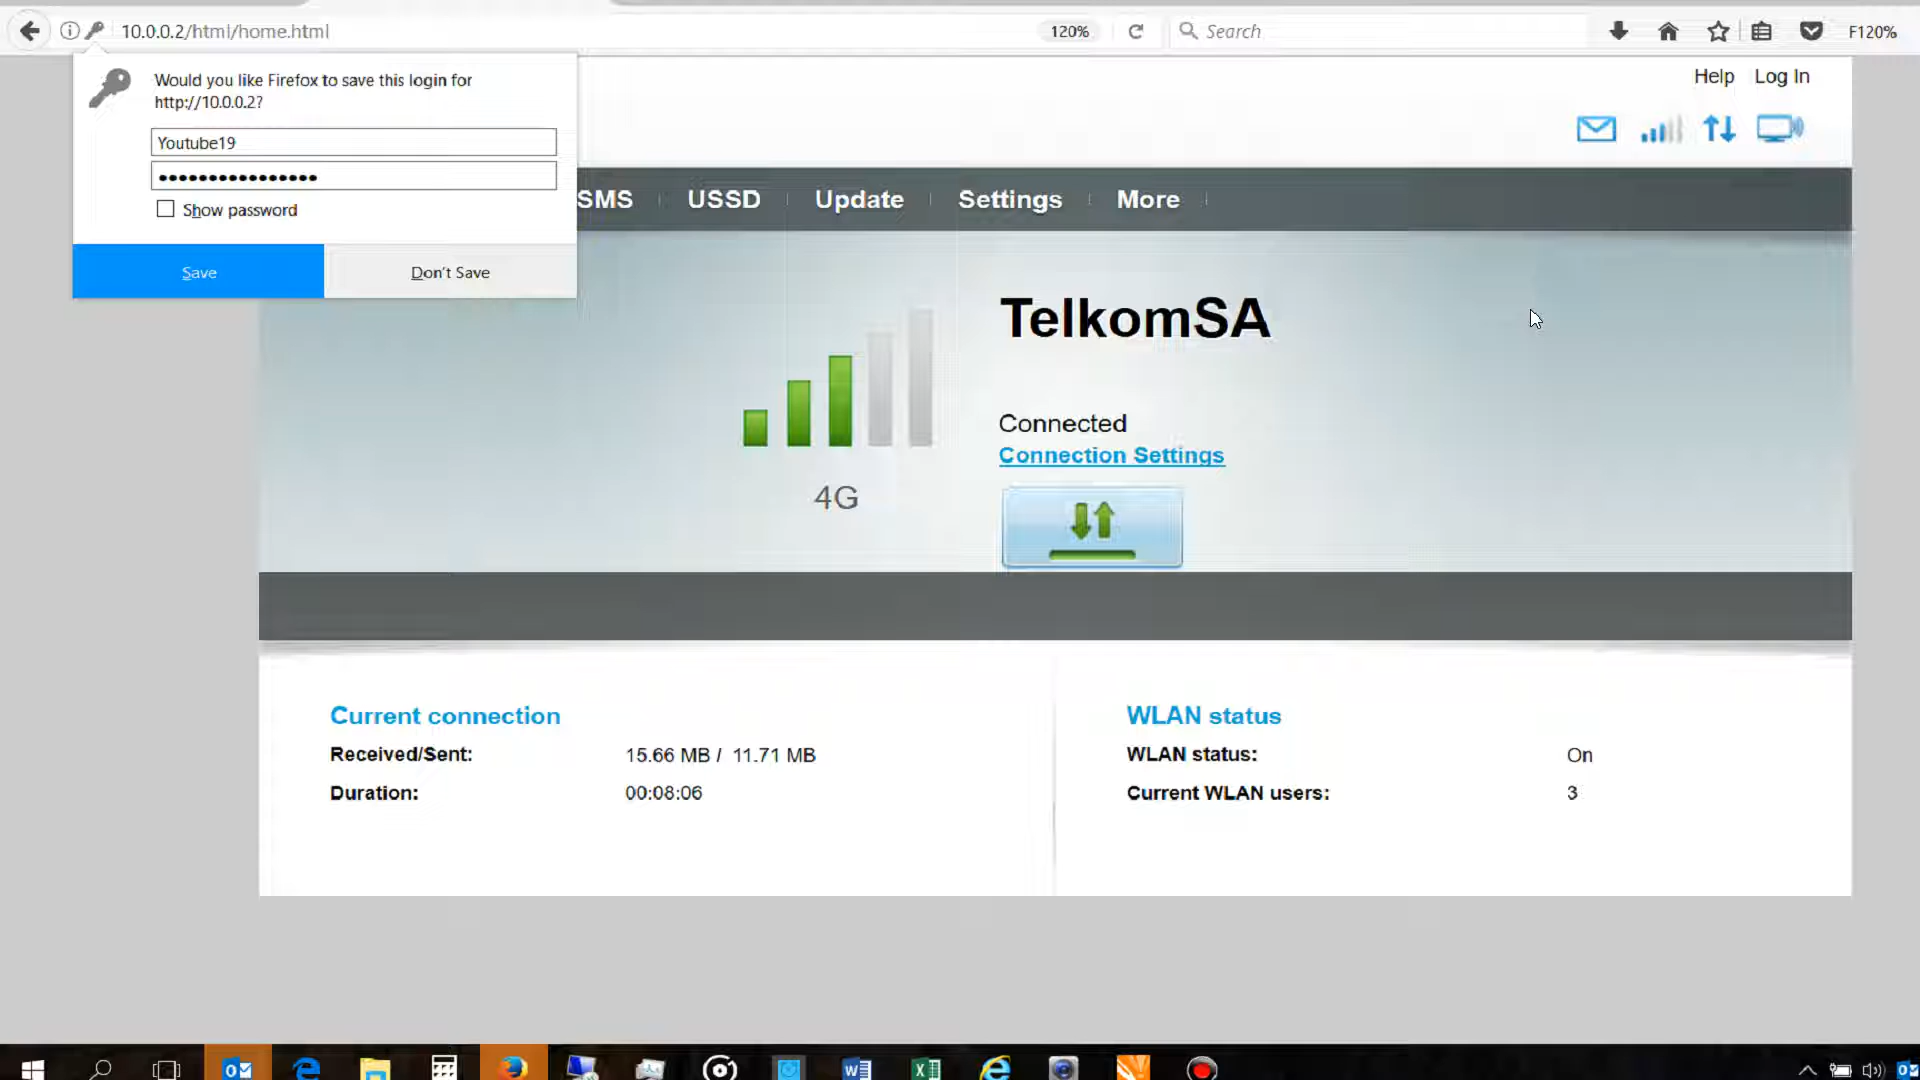 10.0.0.2/html/home.html
120%
Search
F120%
Would you like Firefox to save this login for
http://10.0.0.2?
Youtube19
••••••••••••••••
Show password
Save
Don't Save
Help
Log In
SMS
USSD
Update
Settings
More
TelkomSA
Connected
Connection Settings
4G
Current connection
Received/Sent: 15.66 MB / 11.71 MB
Duration: 00:08:06
WLAN status
WLAN status: On
Current WLAN users: 3